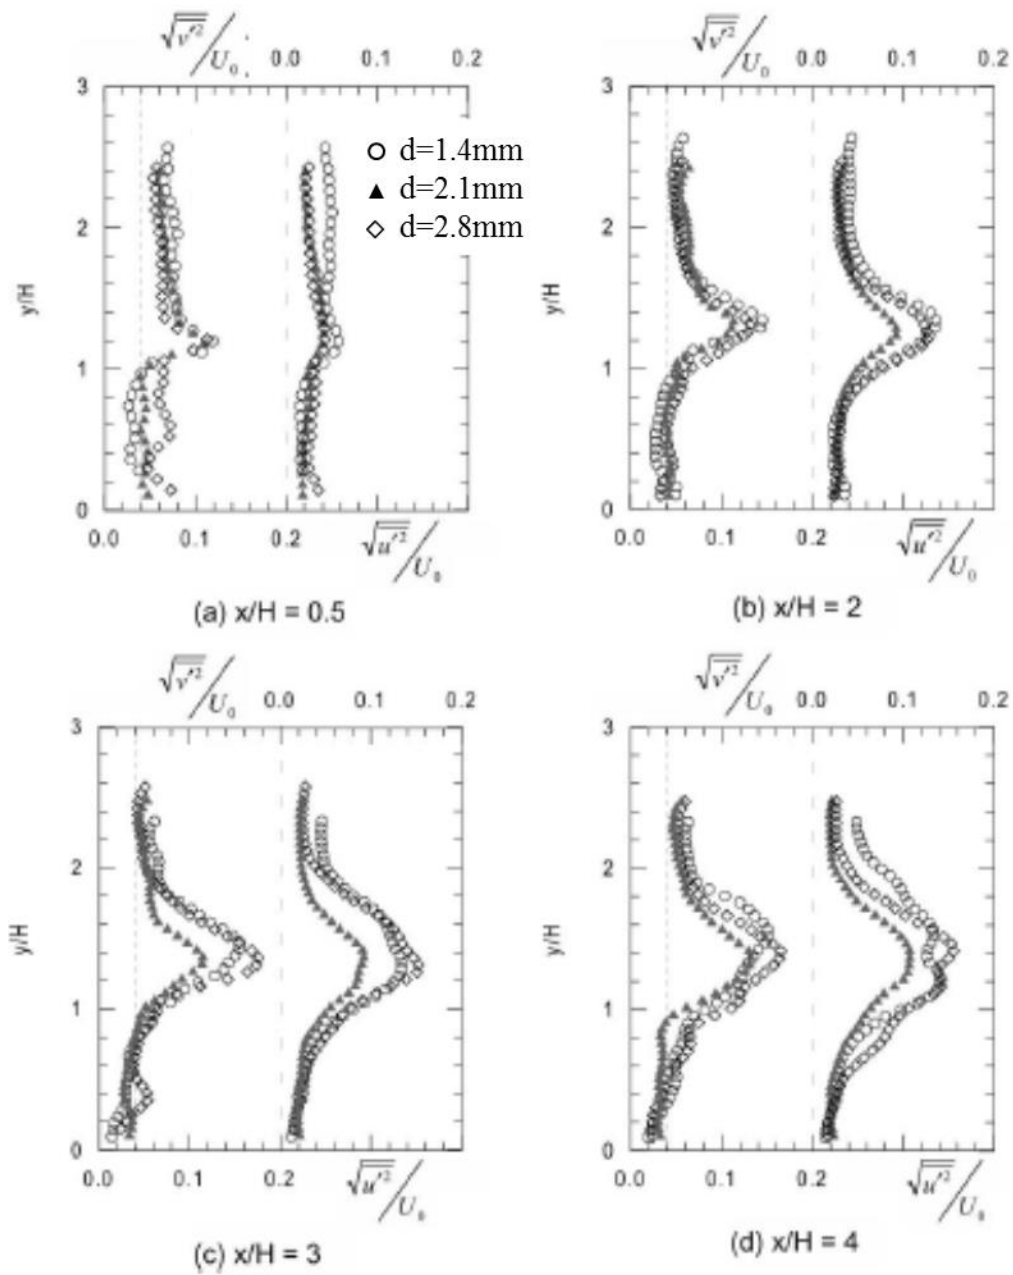 √v'² / U₀ 0.0 0.1 0.2
√v'² / U₀ 0.0 0.1 0.2
3
2
1
0
y/H
○ d=1.4mm
▲ d=2.1mm
◇ d=2.8mm
3
2
1
0
y/H
0.0 0.1 0.2 √u'² / U₀
0.0 0.1 0.2 √u'² / U₀
(a) x/H = 0.5
(b) x/H = 2
√v'² / U₀ 0.0 0.1 0.2
√v'² / U₀ 0.0 0.1 0.2
3
2
1
0
y/H
3
2
1
0
y/H
0.0 0.1 0.2 √u'² / U₀
0.0 0.1 0.2 √u'² / U₀
(c) x/H = 3
(d) x/H = 4